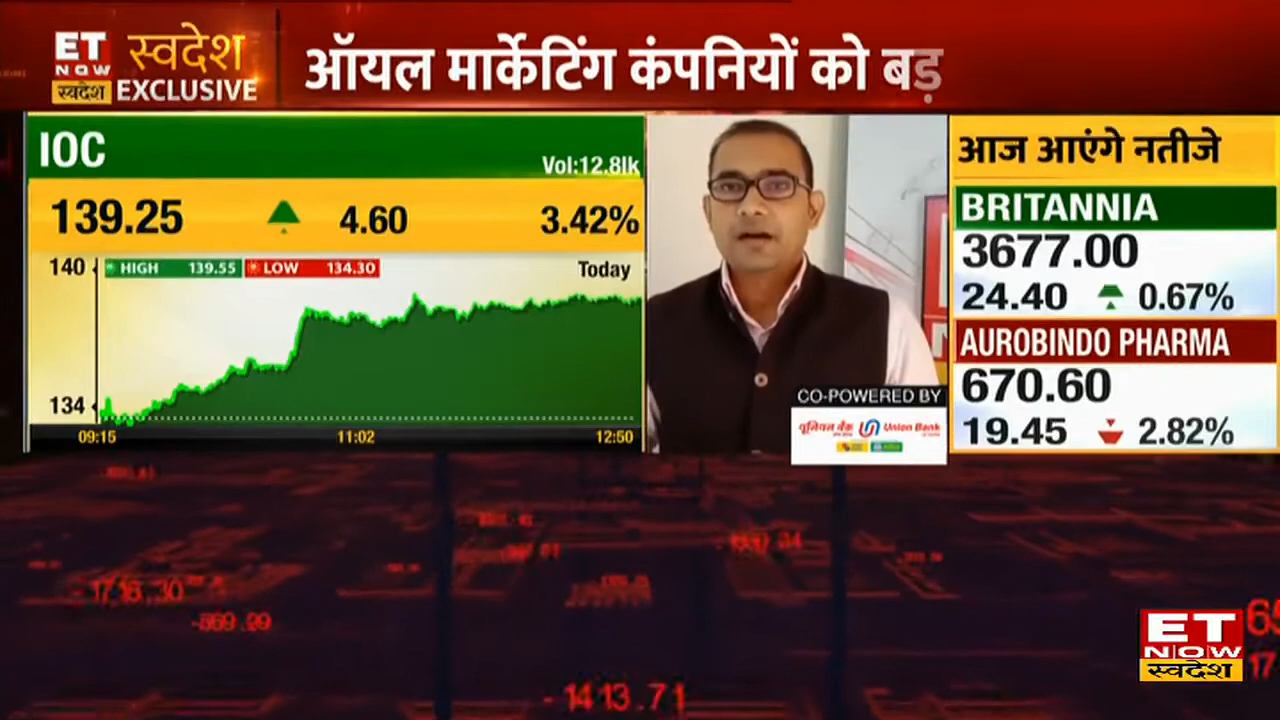 ET NOW स्वदेश
स्वदेश
EXCLUSIVE
ऑयल मार्केटिंग कंपनियों को बड़
IOC
Vol:12.8lk
139.25 4.60 3.42%
140 HIGH 139.55 LOW 134.30 Today
134
09:15 11:02 12:50
CO-POWERED BY
यूनियन बैंक Union Bank
आज आएंगे नतीजे
BRITANNIA
3677.00
24.40 0.67%
AUROBINDO PHARMA
670.60
19.45 2.82%
-1413.71
ET
NOW
स्वदेश